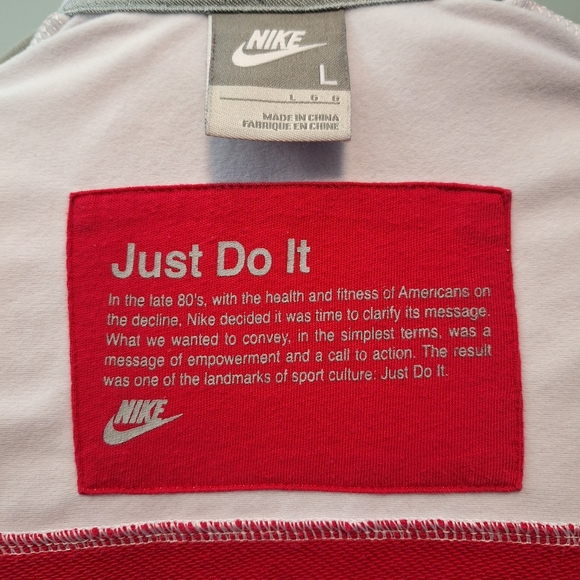 NIKE
L
L G G
MADE IN CHINA
FABRIQUÉ EN CHINE
Just Do It
In the late 80's, with the health and fitness of Americans on
the decline, Nike decided it was time to clarify its message.
What we wanted to convey, in the simplest terms, was a
message of empowerment and a call to action. The result
was one of the landmarks of sport culture: Just Do It.
NIKE